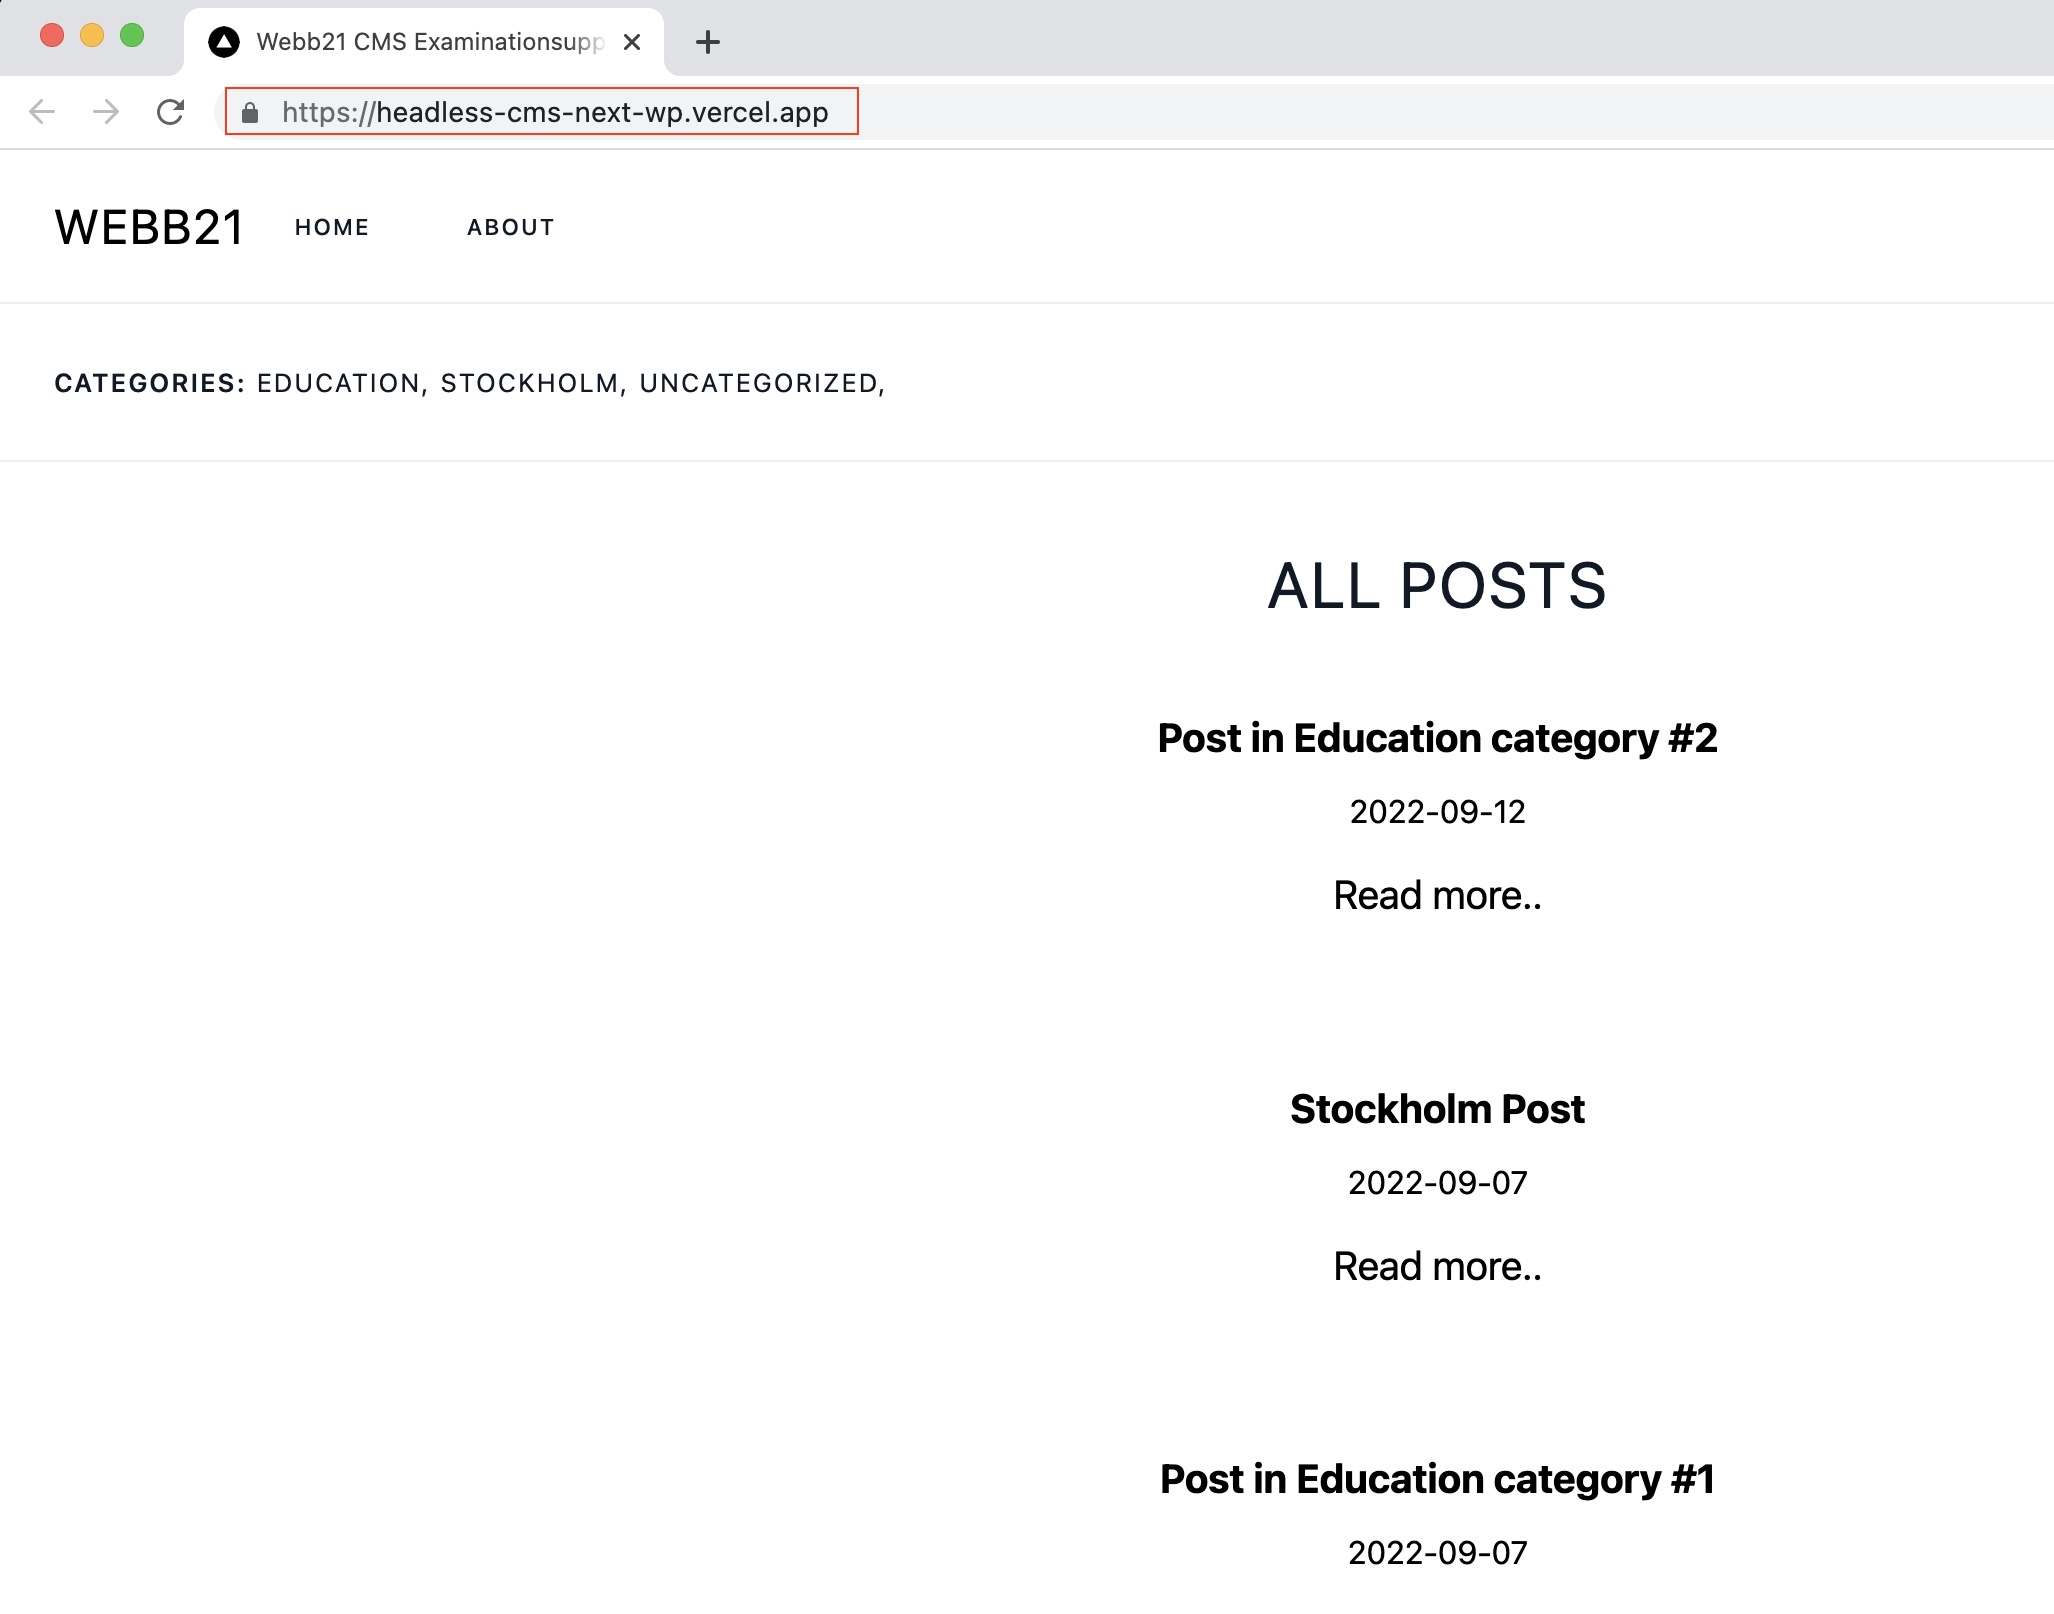 Webb21 CMS Examinationsupp
https://headless-cms-next-wp.vercel.app
WEBB21 HOME ABOUT
CATEGORIES: EDUCATION, STOCKHOLM, UNCATEGORIZED,
ALL POSTS
Post in Education category #2
2022-09-12
Read more..
Stockholm Post
2022-09-07
Read more..
Post in Education category #1
2022-09-07